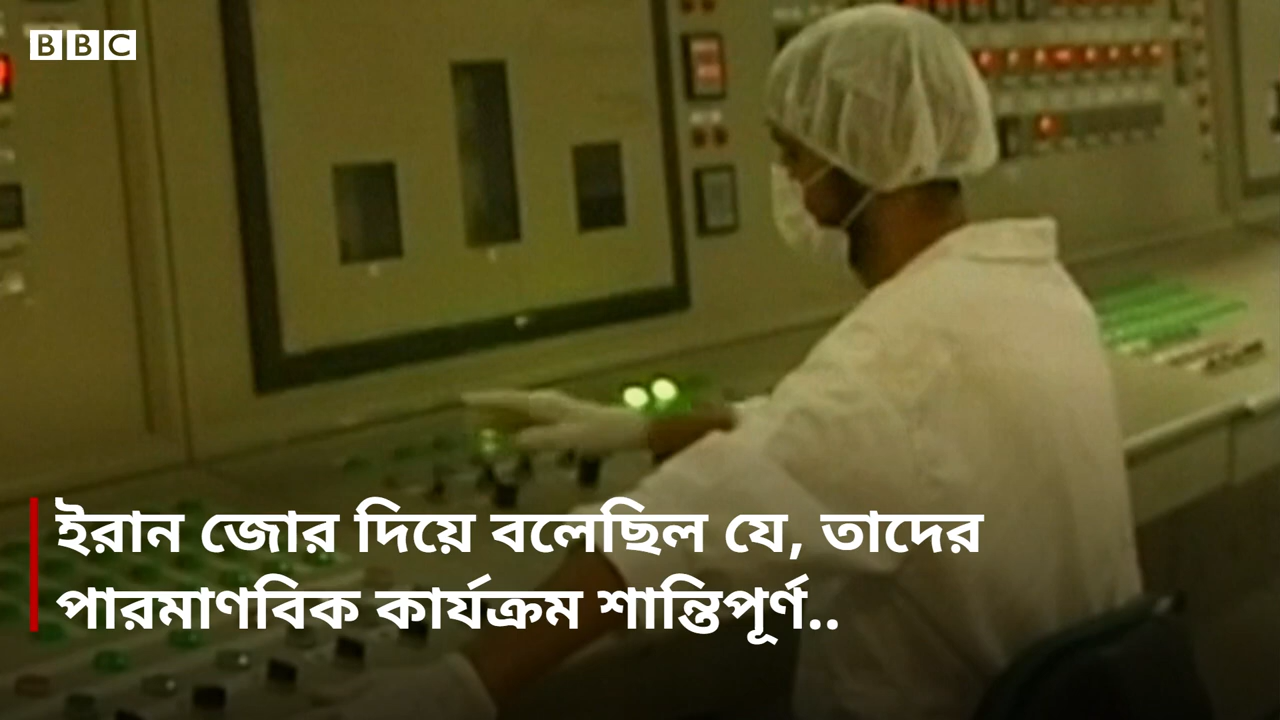 BBC
ইরান জোর দিয়ে বলেছিল যে, তাদের
পারমাণবিক কার্যক্রম শান্তিপূর্ণ..